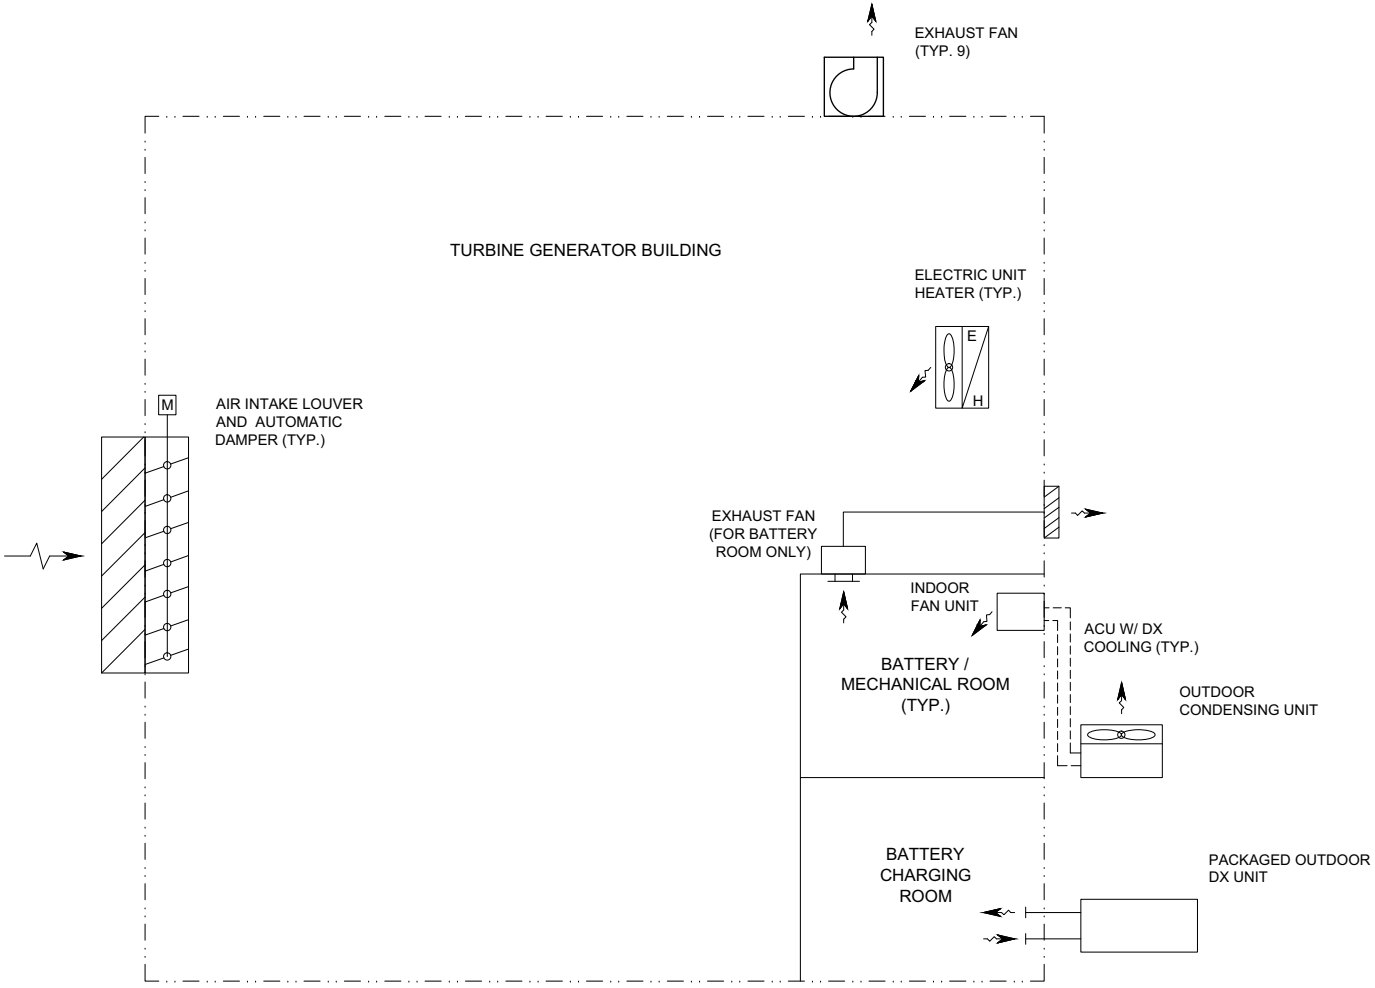 EXHAUST FAN
(TYP. 9)
TURBINE GENERATOR BUILDING
ELECTRIC UNIT
HEATER (TYP.)
E
H
M
AIR INTAKE LOUVER
AND AUTOMATIC
DAMPER (TYP.)
EXHAUST FAN
(FOR BATTERY
ROOM ONLY)
INDOOR
FAN UNIT
ACU W/ DX
COOLING (TYP.)
BATTERY /
MECHANICAL ROOM
(TYP.)
OUTDOOR
CONDENSING UNIT
BATTERY
CHARGING
ROOM
PACKAGED OUTDOOR
DX UNIT